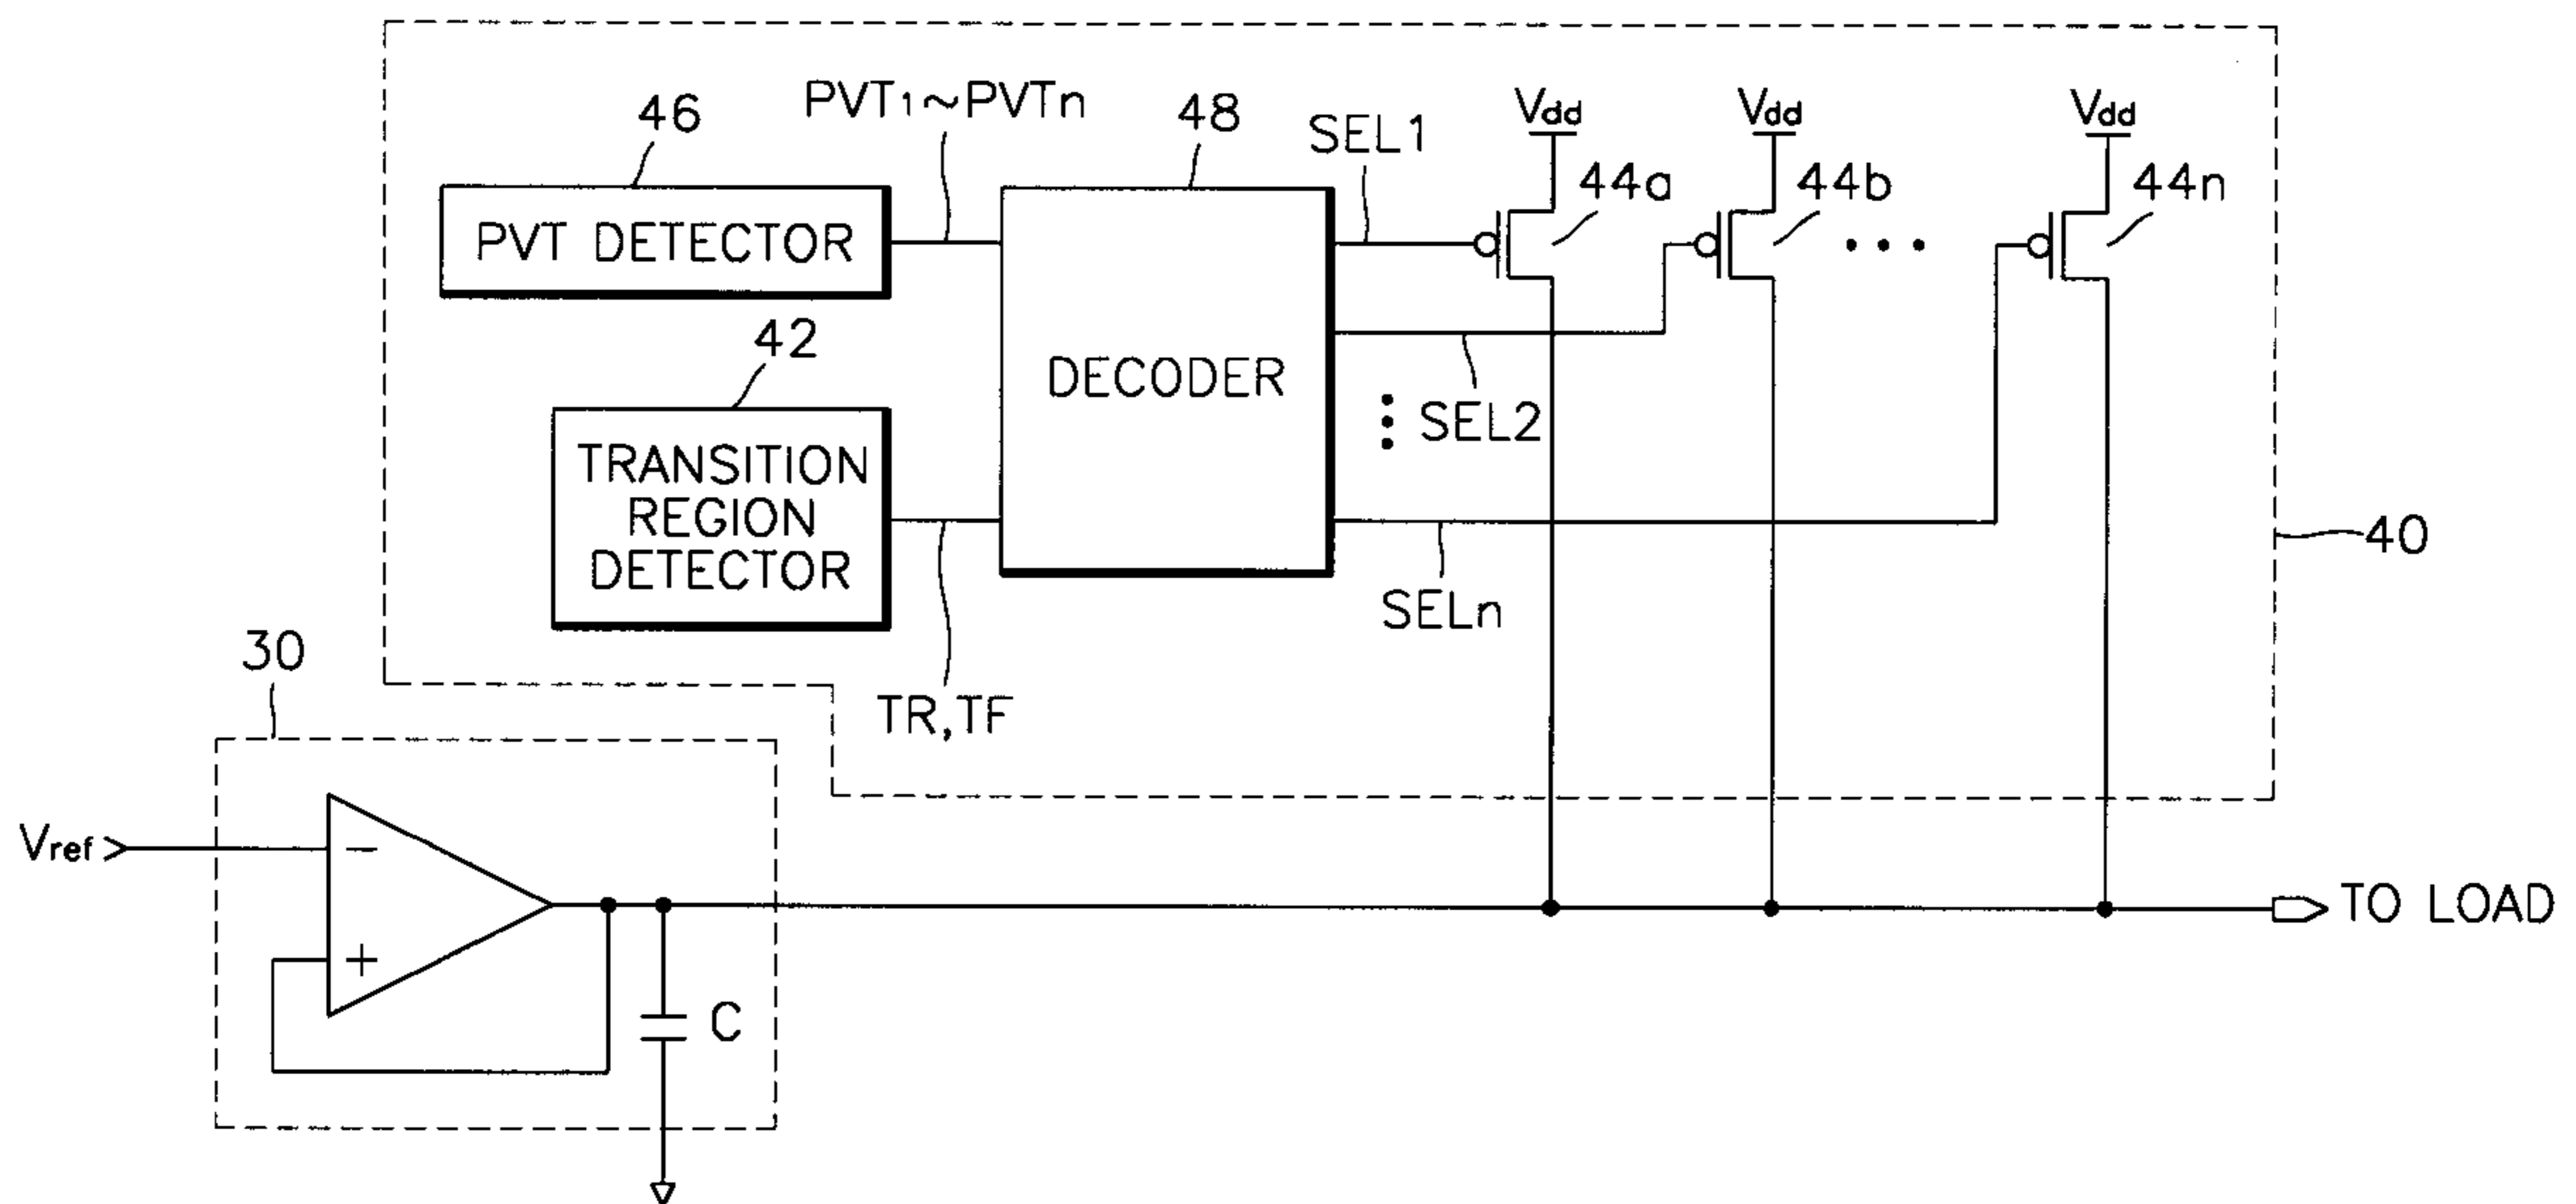 46
PVT1~PVTn
48
SEL1
Vdd
Vdd
Vdd
44a
44b
44n
PVT DETECTOR
42
DECODER
SEL2
TRANSITION
REGION
DETECTOR
SELn
40
30
TR,TF
Vref
−
+
C
TO LOAD